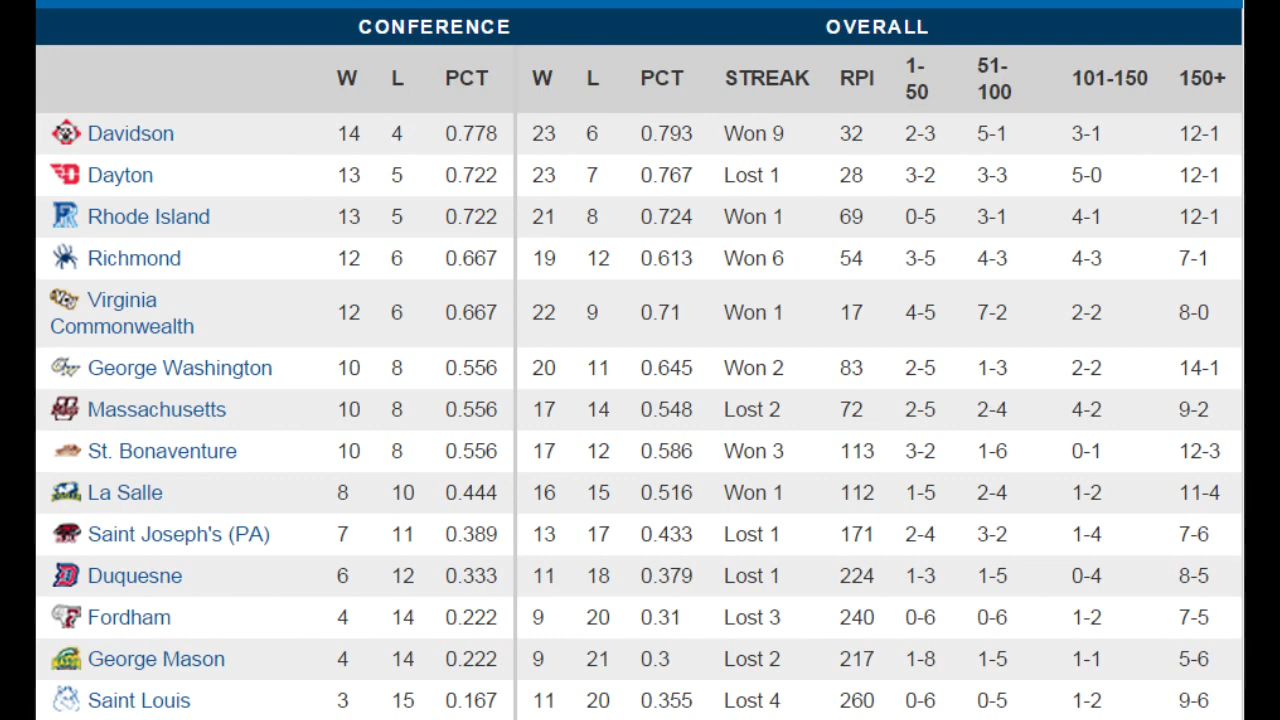 CONFERENCE OVERALL
W L PCT W L PCT STREAK RPI 1-50 51-100 101-150 150+
Davidson 14 4 0.778 23 6 0.793 Won 9 32 2-3 5-1 3-1 12-1
Dayton 13 5 0.722 23 7 0.767 Lost 1 28 3-2 3-3 5-0 12-1
Rhode Island 13 5 0.722 21 8 0.724 Won 1 69 0-5 3-1 4-1 12-1
Richmond 12 6 0.667 19 12 0.613 Won 6 54 3-5 4-3 4-3 7-1
Virginia Commonwealth 12 6 0.667 22 9 0.71 Won 1 17 4-5 7-2 2-2 8-0
George Washington 10 8 0.556 20 11 0.645 Won 2 83 2-5 1-3 2-2 14-1
Massachusetts 10 8 0.556 17 14 0.548 Lost 2 72 2-5 2-4 4-2 9-2
St. Bonaventure 10 8 0.556 17 12 0.586 Won 3 113 3-2 1-6 0-1 12-3
La Salle 8 10 0.444 16 15 0.516 Won 1 112 1-5 2-4 1-2 11-4
Saint Joseph's (PA) 7 11 0.389 13 17 0.433 Lost 1 171 2-4 3-2 1-4 7-6
Duquesne 6 12 0.333 11 18 0.379 Lost 1 224 1-3 1-5 0-4 8-5
Fordham 4 14 0.222 9 20 0.31 Lost 3 240 0-6 0-6 1-2 7-5
George Mason 4 14 0.222 9 21 0.3 Lost 2 217 1-8 1-5 1-1 5-6
Saint Louis 3 15 0.167 11 20 0.355 Lost 4 260 0-6 0-5 1-2 9-6